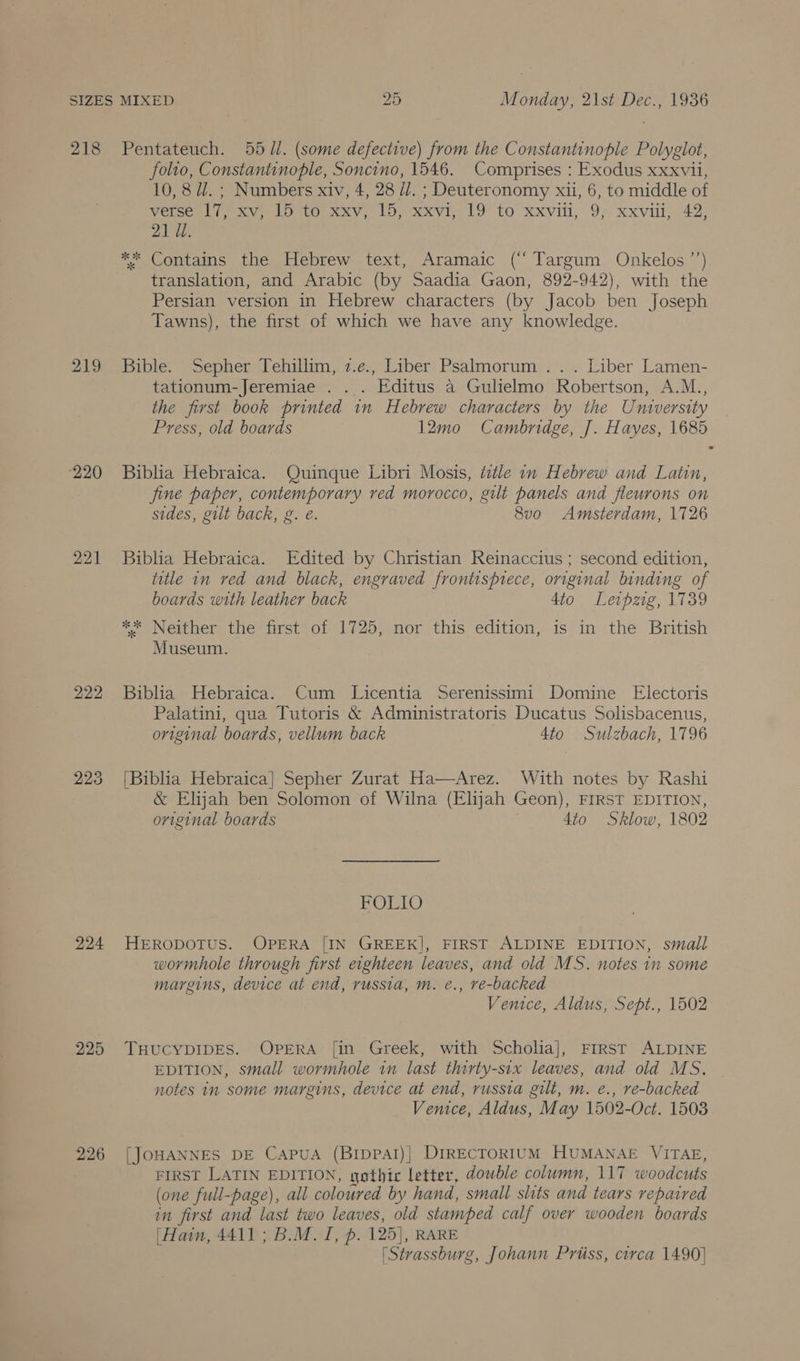 SIZES MIXED 25 Monday, 21st Dec., 1936
218 Pentateuch. 55 ll. (some defective) from the Constantinople Polyglot,
folio, Constantinople, Soncino, 1546. Comprises : Exodus xxxvii,
10, 8 ll. ; Numbers xiv, 4, 28 ll. ; Deuteronomy xii, 6, to middle of
verse 17, xv, 15 to xxv, 15, xxvi, 19 to xxviii, 9, xxviii, 42,
21 ll.
*** Contains the Hebrew text, Aramaic (“ Targum Onkelos ”)
translation, and Arabic (by Saadia Gaon, 892-942), with the
Persian version in Hebrew characters (by Jacob ben Joseph
Tawns), the first of which we have any knowledge.
219 Bible. Sepher Tehillim, i.e., Liber Psalmorum . . . Liber Lamen-
tationum-Jeremiae . . . Editus à Gulielmo Robertson, A.M.,
the first book printed in Hebrew characters by the University
Press, old boards 12mo Cambridge, J. Hayes, 1685
220 Biblia Hebraica. Quinque Libri Mosis, title in Hebrew and Latin,
fine paper, contemporary red morocco, gilt panels and fleurons on
sides, gilt back, g. e. 8vo Amsterdam, 1726
221 Biblia Hebraica. Edited by Christian Reinaccius ; second edition,
title in red and black, engraved frontispiece, original binding of
boards with leather back 4to Leipzig, 1739
*** Neither the first of 1725, nor this edition, is in the British
Museum.
222 Biblia Hebraica. Cum Licentia Serenissimi Domine Electoris
Palatini, qua Tutoris & Administratoris Ducatus Solisbacenus,
original boards, vellum back 4to Sulzbach, 1796
223 [Biblia Hebraica] Sepher Zurat Ha—Arez. With notes by Rashi
& Elijah ben Solomon of Wilna (Elijah Geon), FIRST EDITION,
original boards 4to Sklow, 1802
FOLIO
224 HERODOTUS. OPERA [IN GREEK], FIRST ALDINE EDITION, small
wormhole through first eighteen leaves, and old MS. notes in some
margins, device at end, russia, m. e., re-backed
Venice, Aldus, Sept., 1502
225 THUCYDIDES. OPERA [in Greek, with Scholia], FIRST ALDINE
EDITION, small wormhole in last thirty-six leaves, and old MS.
notes in some margins, device at end, russia gilt, m. e., re-backed
Venice, Aldus, May 1502-Oct. 1503
226 [JOHANNES DE CAPUA (BIDPAI)] DIRECTORIUM HUMANAE VITAE,
FIRST LATIN EDITION, gothic letter, double column, 117 woodcuts
(one full-page), all coloured by hand, small slits and tears repaired
in first and last two leaves, old stamped calf over wooden boards
[Hain, 4411 ; B.M. I, p. 125], RARE
[Strassburg, Johann Prüss, circa 1490]